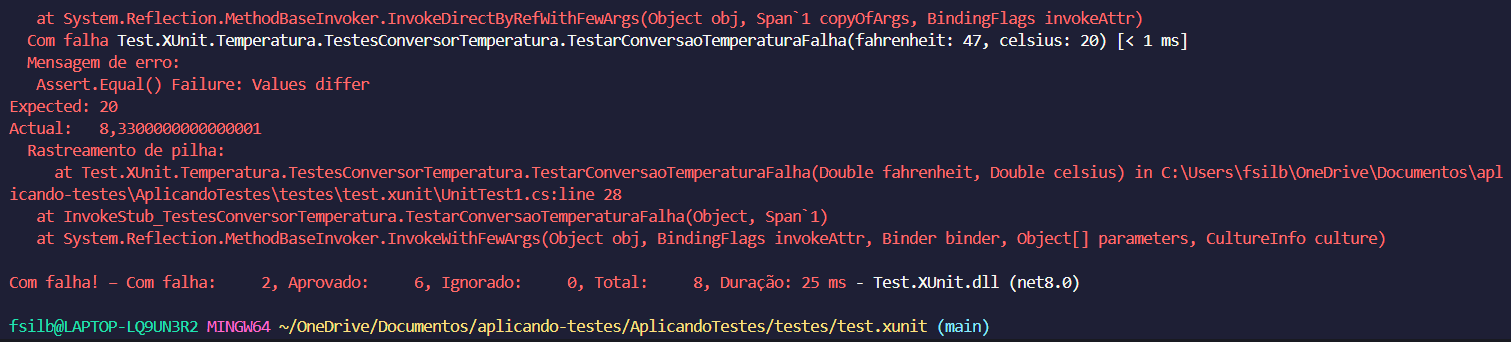 at System.Reflection.MethodBaseInvoker.InvokeDirectByRefWithFewArgs(Object obj, Span`1 copyOfArgs, BindingFlags invokeAttr)
Com falha Test.XUnit.Temperatura.TestesConversorTemperatura.TestarConversaoTemperaturaFalha(fahrenheit: 47, celsius: 20) [< 1 ms]
Mensagem de erro:
Assert.Equal() Failure: Values differ
Expected: 20
Actual:   8,3300000000000001
Rastreamento de pilha:
at Test.XUnit.Temperatura.TestesConversorTemperatura.TestarConversaoTemperaturaFalha(Double fahrenheit, Double celsius) in C:\Users\fsilb\OneDrive\Documentos\apl
icando-testes\AplicandoTestes\testes\test.xunit\UnitTest1.cs:line 28
at InvokeStub_TestesConversorTemperatura.TestarConversaoTemperaturaFalha(Object, Span`1)
at System.Reflection.MethodBaseInvoker.InvokeWithFewArgs(Object obj, BindingFlags invokeAttr, Binder binder, Object[] parameters, CultureInfo culture)
Com falha! – Com falha:     2, Aprovado:     6, Ignorado:     0, Total:     8, Duração: 25 ms - Test.XUnit.dll (net8.0)
fsilb@LAPTOP-LQ9UN3R2 MINGW64 ~/OneDrive/Documentos/aplicando-testes/AplicandoTestes/testes/test.xunit (main)